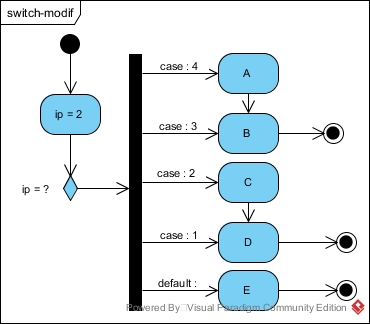 switch-modif
ip = 2
ip = ?
case : 4
A
case : 3
B
case : 2
C
case : 1
D
default :
E
Powered By Visual Paradigm Community Edition